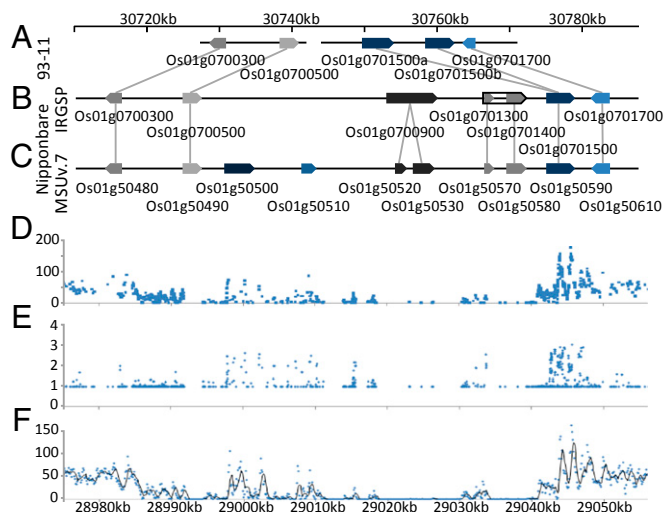 30720kb 30740kb 30760kb 30780kb
A
93-11
Os01g0700300 Os01g0701500a Os01g0701700
Os01g0700500 Os01g0701500b
B
Nipponbare
IRGSP
Os01g0700300 Os01g0701300 Os01g0701700
Os01g0700500 Os01g0700900 Os01g0701400
Os01g0701500
C
MSUv.7
Os01g50480 Os01g50500 Os01g50520 Os01g50570 Os01g50590
Os01g50490 Os01g50510 Os01g50530 Os01g50580 Os01g50610
D
200
100
0
E
4
3
2
1
0
F
150
100
50
0
28980kb 28990kb 29000kb 29010kb 29020kb 29030kb 29040kb 29050kb